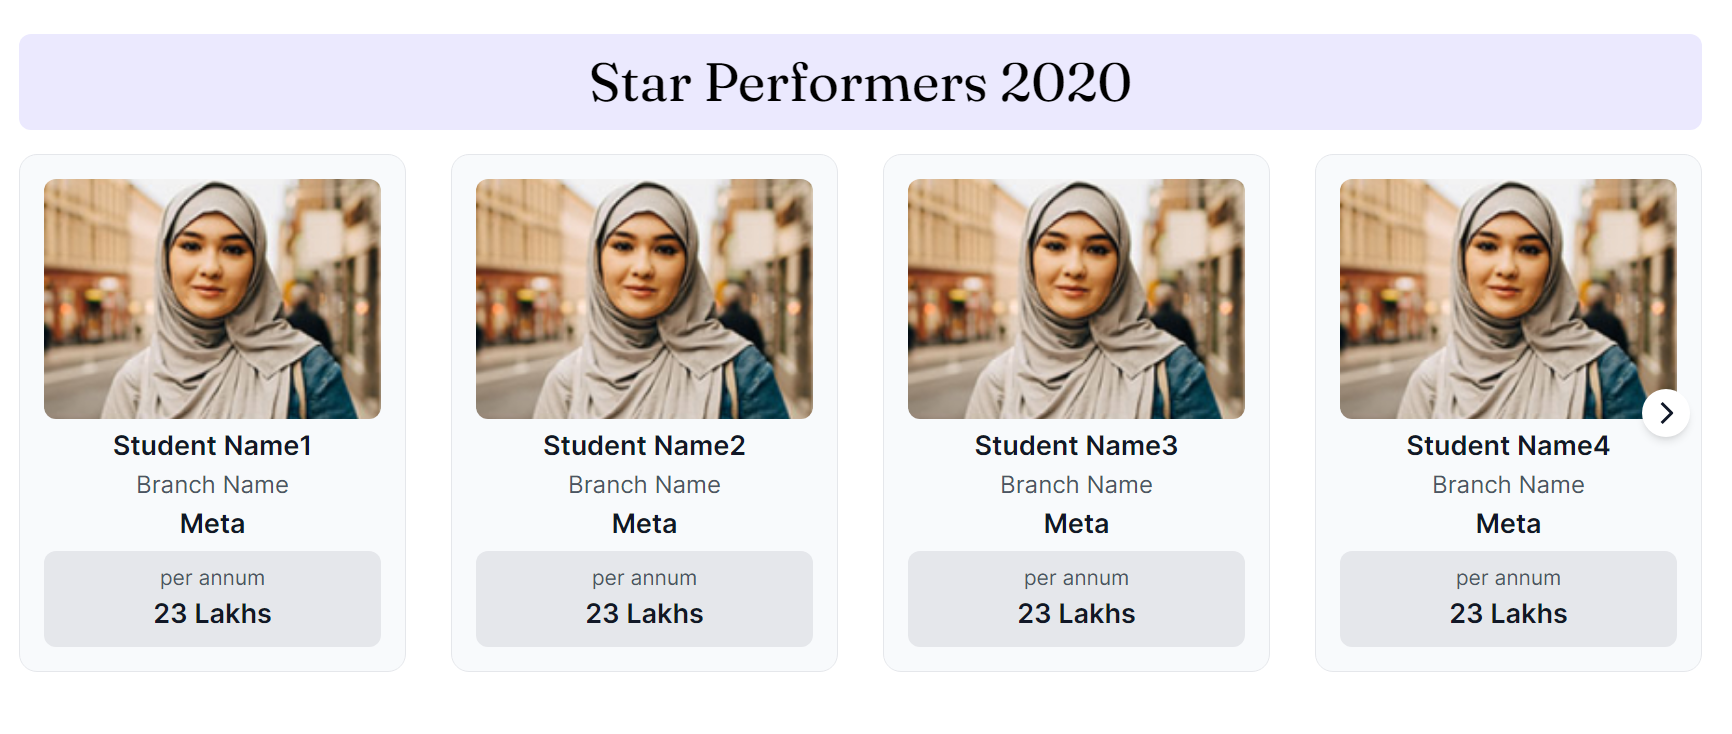 Star Performers 2020
Student Name1
Branch Name
Meta
per annum
23 Lakhs
Student Name2
Branch Name
Meta
per annum
23 Lakhs
Student Name3
Branch Name
Meta
per annum
23 Lakhs
Student Name4
Branch Name
Meta
per annum
23 Lakhs